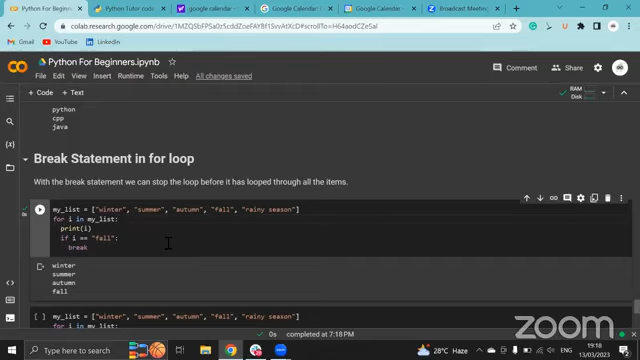 Python For Beginners.ipynb
Python Tutor code
google calendar -
Google Calendar:
Google Calendar
Broadcast Meeting
colab.research.google.com/drive/
Gmail
YouTube
LinkedIn
Python For Beginners.ipynb
File Edit View Insert Runtime Tools Help All changes saved
Comment
Share
RAM
Disk
+ Code + Text
python
cpp
java
Break Statement in for loop
With the break statement we can stop the loop before it has looped through all the items.
my_list = ["winter", "summer", "autumn", "fall", "rainy season"]
for i in my_list:
print(i)
if i == "fall":
break
0s
winter
summer
autumn
fall
my_list = ["winter", "summer", "autumn", "fall", "rainy season"]
for i in my_list:
0s completed at 7:18 PM
zoom
Type here to search
28°C Haze
19:18
13/03/2023